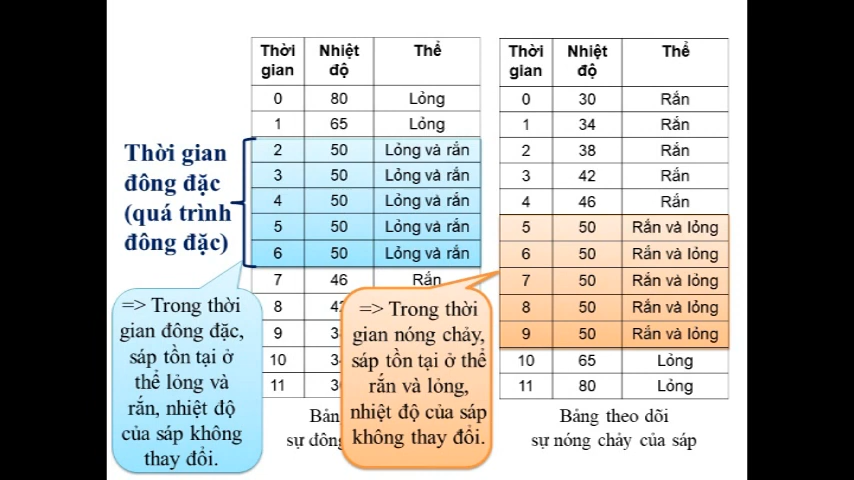 Thời gian Nhiệt độ Thể
0 80 Lỏng
1 65 Lỏng
2 50 Lỏng và rắn
3 50 Lỏng và rắn
4 50 Lỏng và rắn
5 50 Lỏng và rắn
6 50 Lỏng và rắn
7 46 Rắn
8
9
10
11
Bản
sự đông
Thời gian
đông đặc
(quá trình
đông đặc)
=> Trong thời
gian đông đặc,
sáp tồn tại ở
thể lỏng và
rắn, nhiệt độ
của sáp không
thay đổi.
=> Trong thời
gian nóng chảy,
sáp tồn tại ở thể
rắn và lỏng,
nhiệt độ của sáp
không thay đổi.
Thời gian Nhiệt độ Thể
0 30 Rắn
1 34 Rắn
2 38 Rắn
3 42 Rắn
4 46 Rắn
5 50 Rắn và lỏng
6 50 Rắn và lỏng
7 50 Rắn và lỏng
8 50 Rắn và lỏng
9 50 Rắn và lỏng
10 65 Lỏng
11 80 Lỏng
Bảng theo dõi
sự nóng chảy của sáp